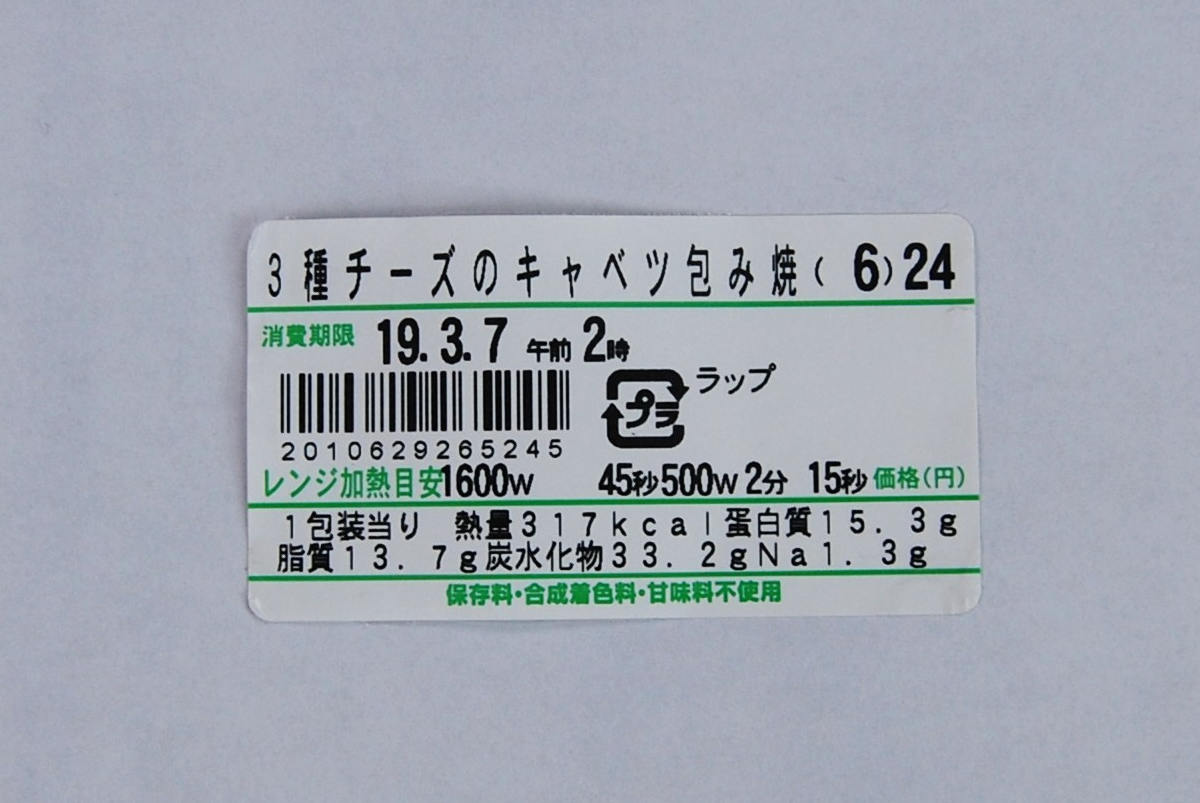 3種チーズのキャベツ包み焼( 6)24
消費期限 19.3.7 午前 2時
プラ ラップ
2010629265245
レンジ加熱目安1600w 45秒500w 2分 15秒 価格(円)
1包装当り 熱量317kcal蛋白質15.3g
脂質13.7g炭水化物33.2gNa1.3g
保存料・合成着色料・甘味料不使用